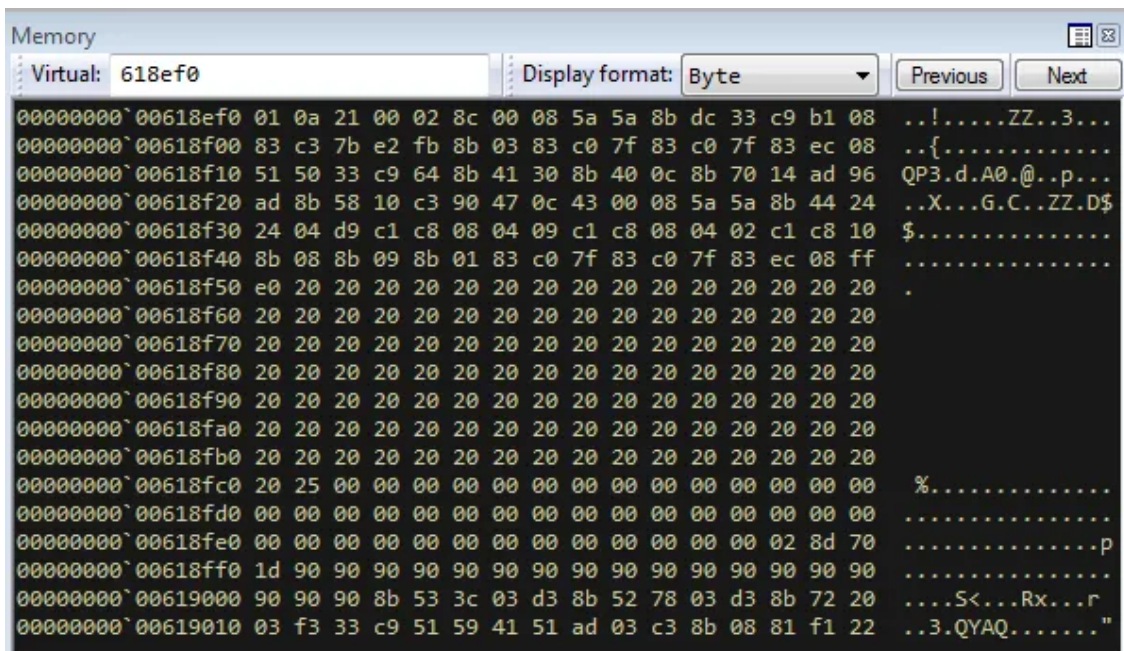 Memory
Virtual: 618ef0 Display format: Byte Previous Next
00000000`00618ef0 01 0a 21 00 02 8c 00 08 5a 5a 8b dc 33 c9 b1 08 ..!.....ZZ..3...
00000000`00618f00 83 c3 7b e2 fb 8b 03 83 c0 7f 83 c0 7f 83 ec 08 ..{.............
00000000`00618f10 51 50 33 c9 64 8b 41 30 8b 40 0c 8b 70 14 ad 96 QP3.d.A0.@..p...
00000000`00618f20 ad 8b 58 10 c3 90 47 0c 43 00 08 5a 5a 8b 44 24 ..X...G.C..ZZ.D$
00000000`00618f30 24 04 d9 c1 c8 08 04 09 c1 c8 08 04 02 c1 c8 10 $...............
00000000`00618f40 8b 08 8b 09 8b 01 83 c0 7f 83 c0 7f 83 ec 08 ff ................
00000000`00618f50 e0 20 20 20 20 20 20 20 20 20 20 20 20 20 20 20 .
00000000`00618f60 20 20 20 20 20 20 20 20 20 20 20 20 20 20 20 20
00000000`00618f70 20 20 20 20 20 20 20 20 20 20 20 20 20 20 20 20
00000000`00618f80 20 20 20 20 20 20 20 20 20 20 20 20 20 20 20 20
00000000`00618f90 20 20 20 20 20 20 20 20 20 20 20 20 20 20 20 20
00000000`00618fa0 20 20 20 20 20 20 20 20 20 20 20 20 20 20 20 20
00000000`00618fb0 20 20 20 20 20 20 20 20 20 20 20 20 20 20 20 20
00000000`00618fc0 20 25 00 00 00 00 00 00 00 00 00 00 00 00 00 00 %..............
00000000`00618fd0 00 00 00 00 00 00 00 00 00 00 00 00 00 00 00 00 ................
00000000`00618fe0 00 00 00 00 00 00 00 00 00 00 00 00 00 02 8d 70 ...............p
00000000`00618ff0 1d 90 90 90 90 90 90 90 90 90 90 90 90 90 90 90 ................
00000000`00619000 90 90 90 8b 53 3c 03 d3 8b 52 78 03 d3 8b 72 20 ....S<...Rx...r
00000000`00619010 03 f3 33 c9 51 59 41 51 ad 03 c3 8b 08 81 f1 22 ..3.QYAQ......."